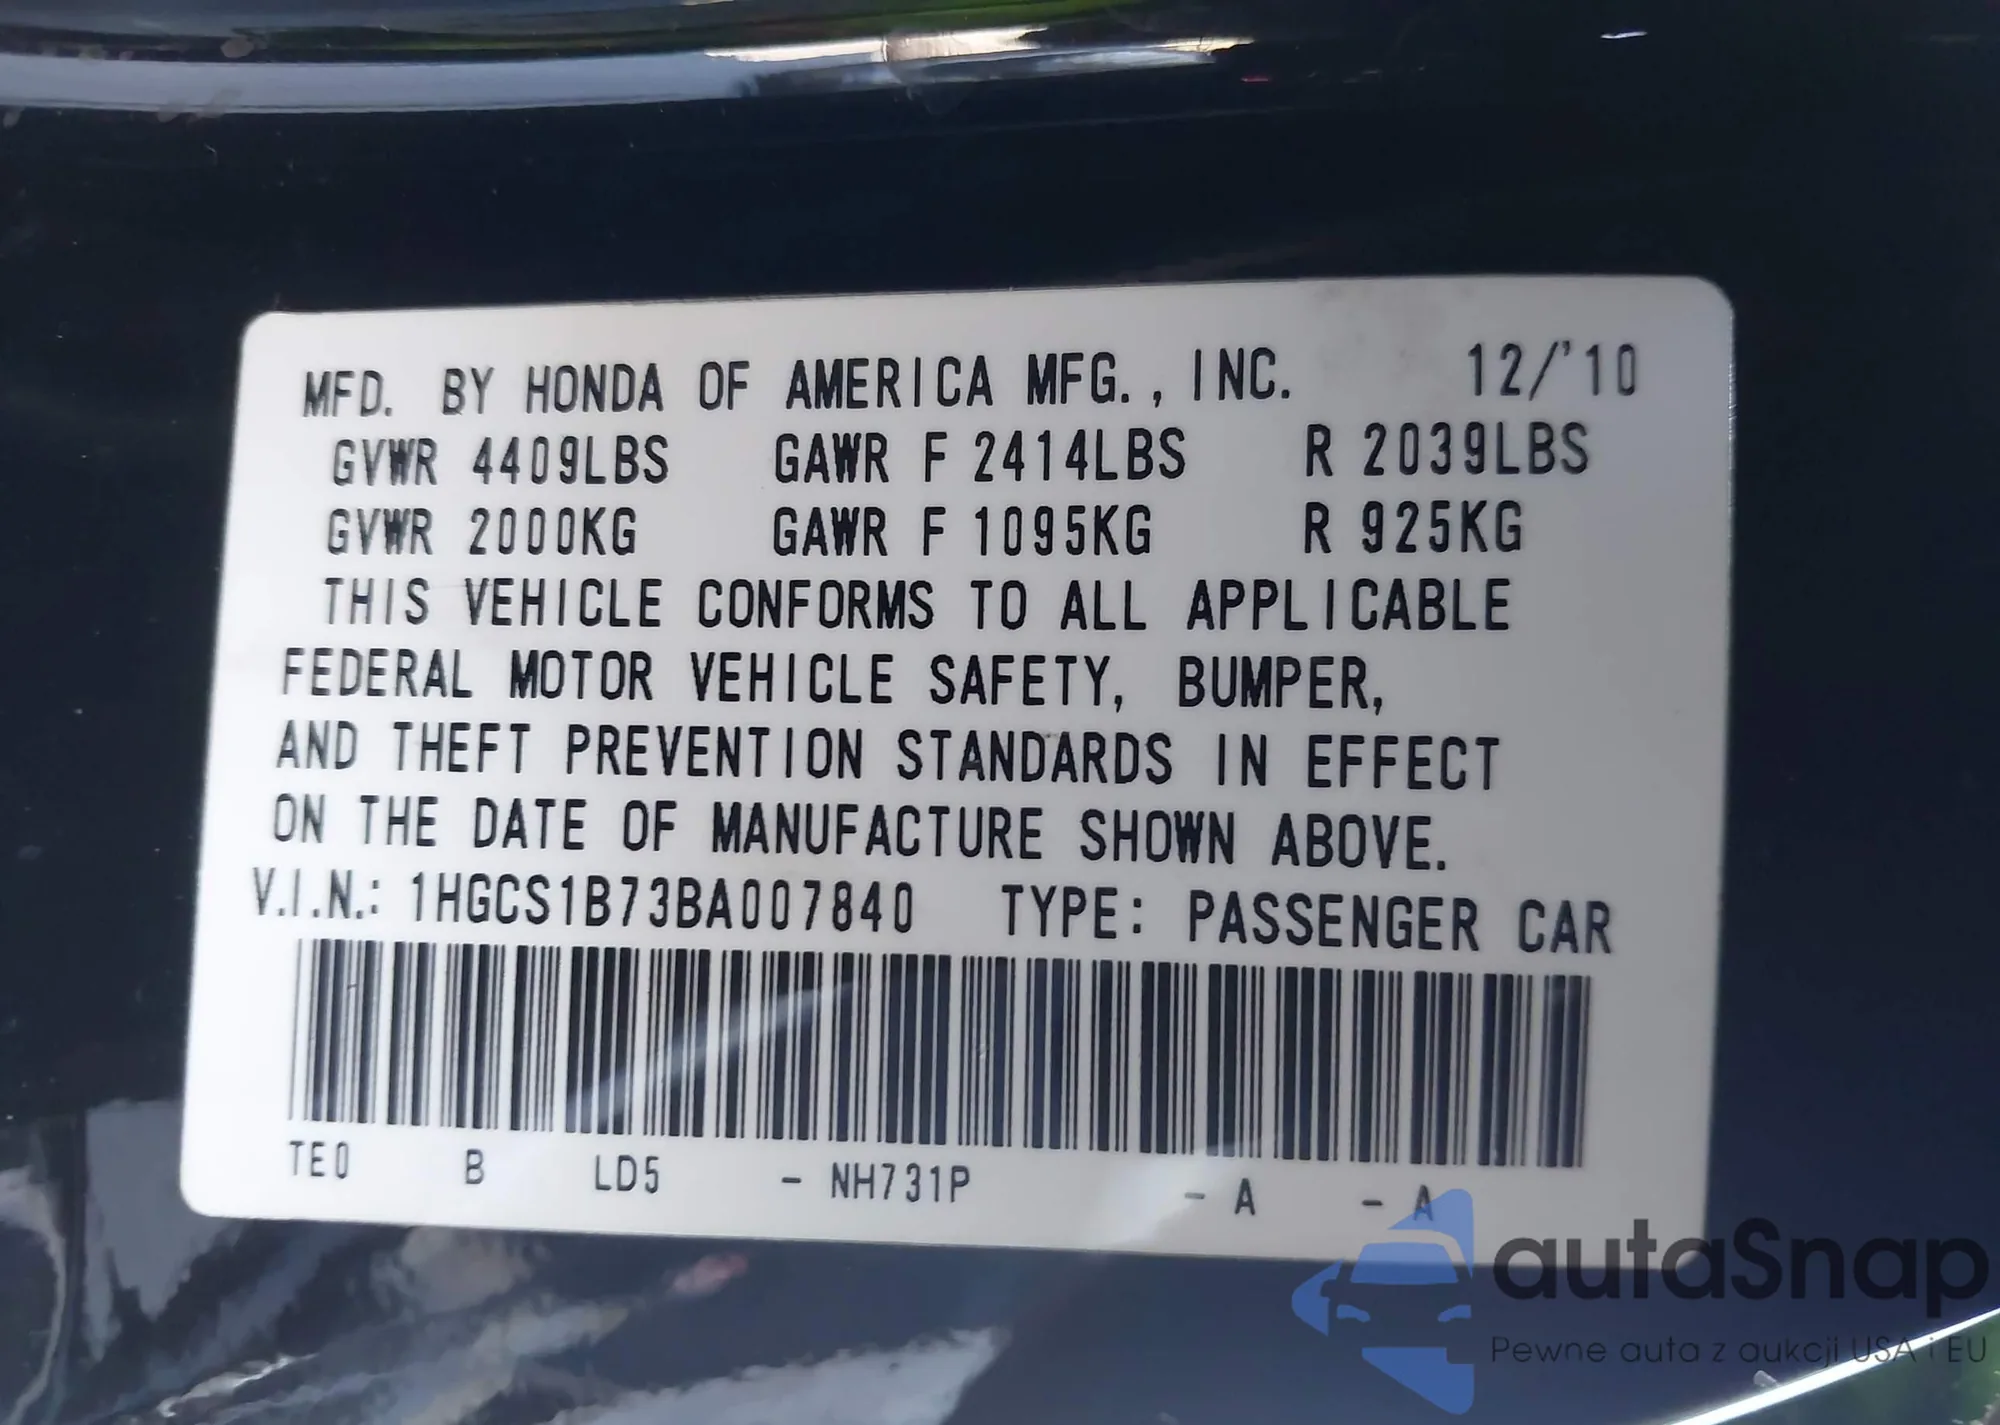 MFD. BY HONDA OF AMERICA MFG., INC. 12/'10
GVWR 4409LBS GAWR F 2414LBS R 2039LBS
GVWR 2000KG GAWR F 1095KG R 925KG
THIS VEHICLE CONFORMS TO ALL APPLICABLE
FEDERAL MOTOR VEHICLE SAFETY, BUMPER,
AND THEFT PREVENTION STANDARDS IN EFFECT
ON THE DATE OF MANUFACTURE SHOWN ABOVE.
V.I.N.: 1HGCS1B73BA007840 TYPE: PASSENGER CAR
TE0 B LD5 - NH731P - A - A
autaSnap
Pewne auta z aukcji USA i EU